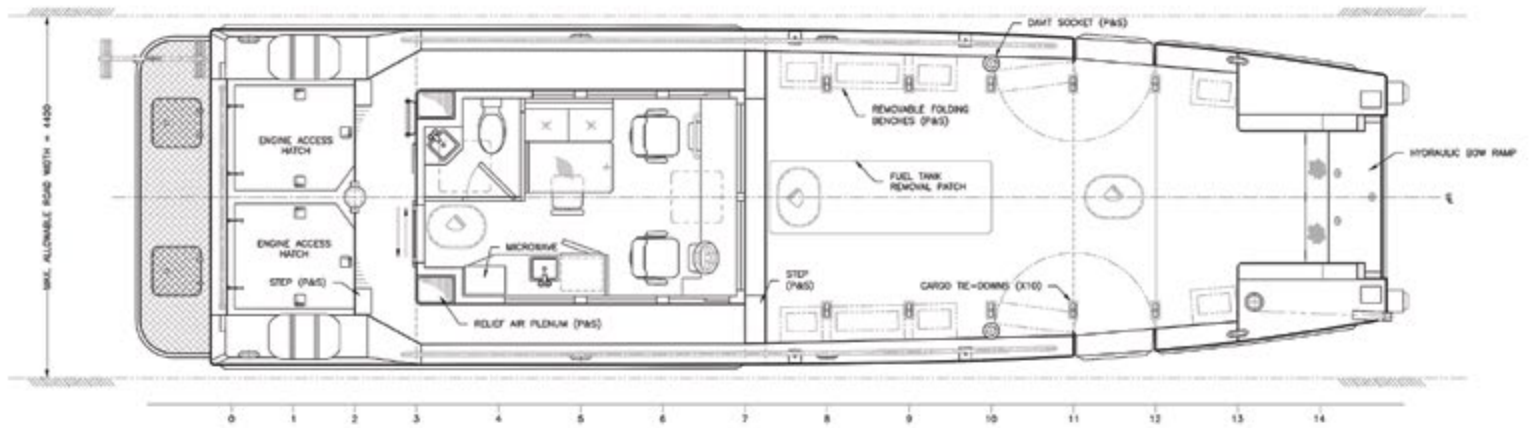 DAVIT SOCKET (P&S)
REMOVABLE FOLDING
BENCHES (P&S)
HYDRAULIC BOW RAMP
FUEL TANK
REMOVAL PATCH
ENGINE ACCESS
HATCH
MAX. ALLOWABLE ROAD WIDTH = 4400
ENGINE ACCESS
HATCH
MICROWAVE
STEP (P&S)
STEP
(P&S)
CARGO TIE-DOWNS (X10)
RELIEF AIR PLENUM (P&S)
0 1 2 3 4 5 6 7 8 9 10 11 12 13 14